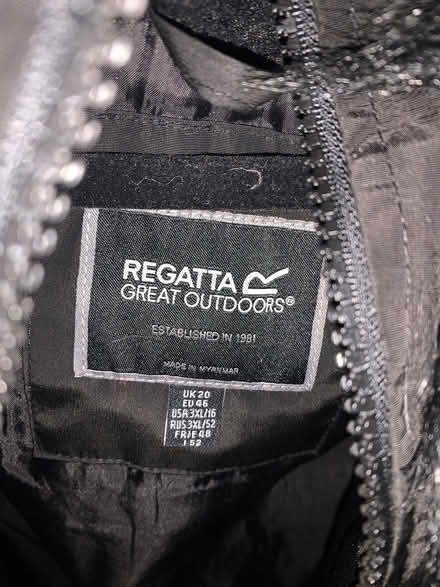 REGATTA
GREAT OUTDOORS®
ESTABLISHED IN 1981
MADE IN MYANMAR
UK 20
EU 46
USA 3XL/16
RUS 3XL/52
FR/E 48
I 52